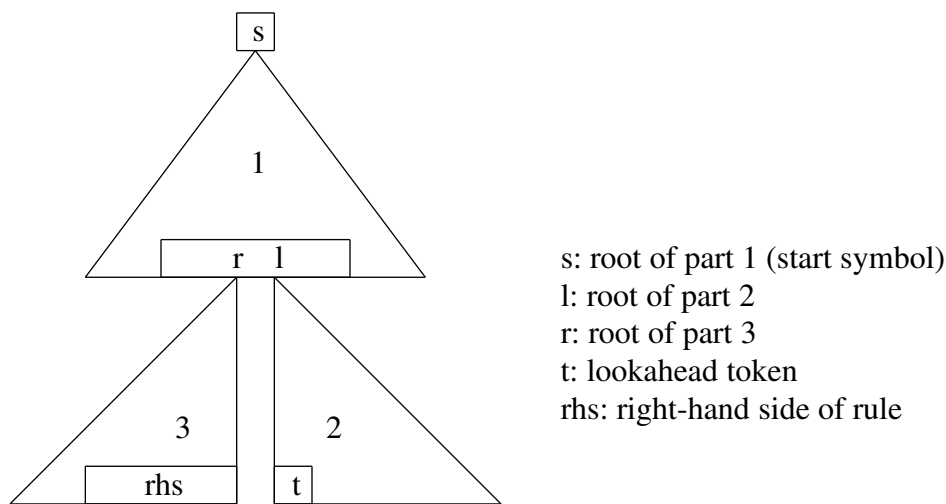 s
1
r l
s: root of part 1 (start symbol)
l: root of part 2
r: root of part 3
t: lookahead token
rhs: right-hand side of rule
3 2
rhs t